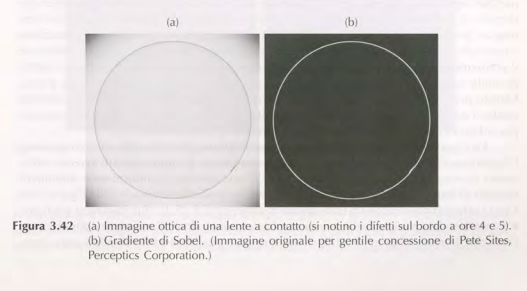 (a) (b)
Figura 3.42 (a) Immagine ottica di una lente a contatto (si notino i difetti sul bordo a ore 4 e 5).
(b) Gradiente di Sobel. (Immagine originale per gentile concessione di Pete Sites,
Perceptics Corporation.)